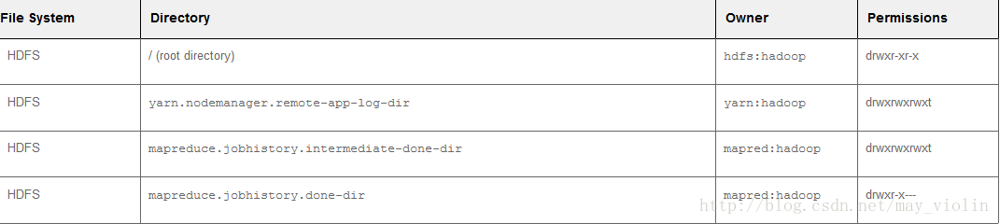 File System Directory Owner Permissions
HDFS / (root directory) hdfs:hadoop drwxr-xr-x
HDFS yarn.nodemanager.remote-app-log-dir yarn:hadoop drwxrwxrwxt
HDFS mapreduce.jobhistory.intermediate-done-dir mapred:hadoop drwxrwxrwxt
HDFS mapreduce.jobhistory.done-dir mapred:hadoop drwxr-x---
http://blog.csdn.net/may_violin